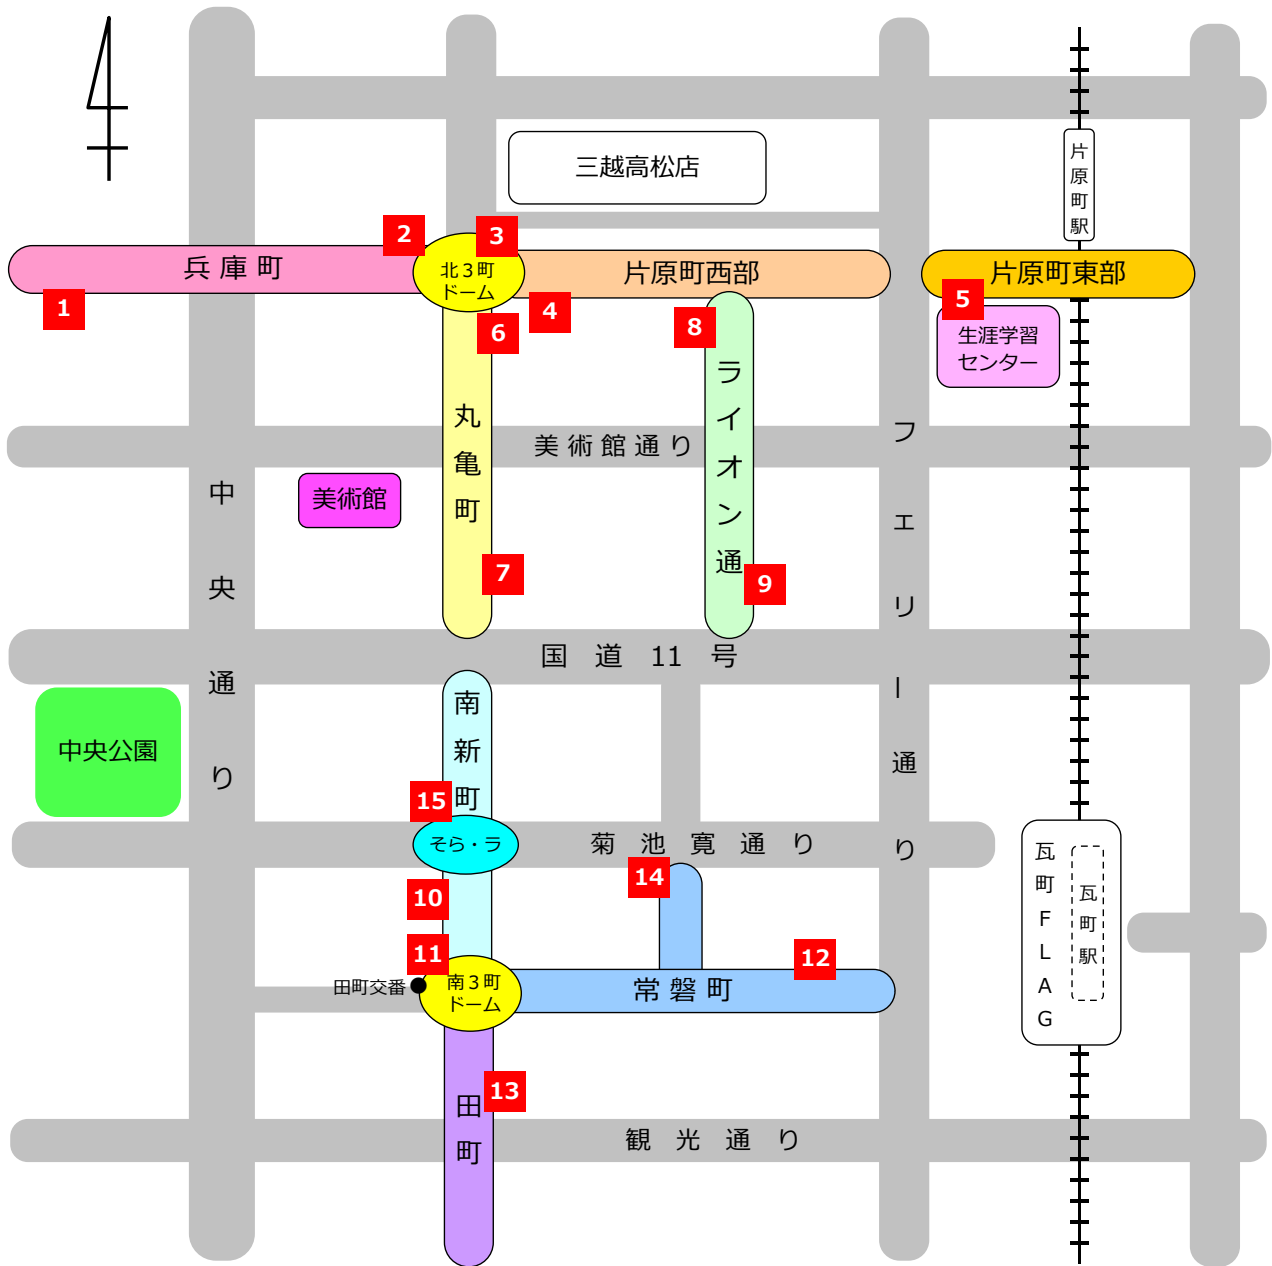 三越高松店
片原町駅
2
3
兵庫町
北3町
ドーム
片原町西部
片原町東部
1
4
5
6
8
生涯学習
センター
丸亀町
ライオン通
美術館通り
フェリー通り
中央通り
美術館
7
9
国道11号
南新町
中央公園
15
そら・ラ
菊池寛通り
瓦町FLAG
瓦町駅
14
10
11
12
田町交番
南3町
ドーム
常磐町
13
田町
観光通り